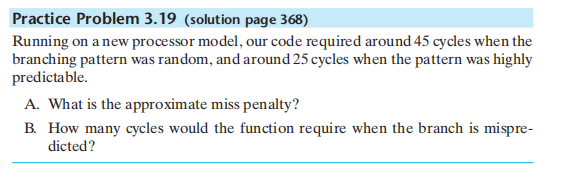 Practice Problem 3.19 (solution page 368)
Running on a new processor model, our code required around 45 cycles when the
branching pattern was random, and around 25 cycles when the pattern was highly
predictable.
A. What is the approximate miss penalty?
B. How many cycles would the function require when the branch is mispre-
dicted?